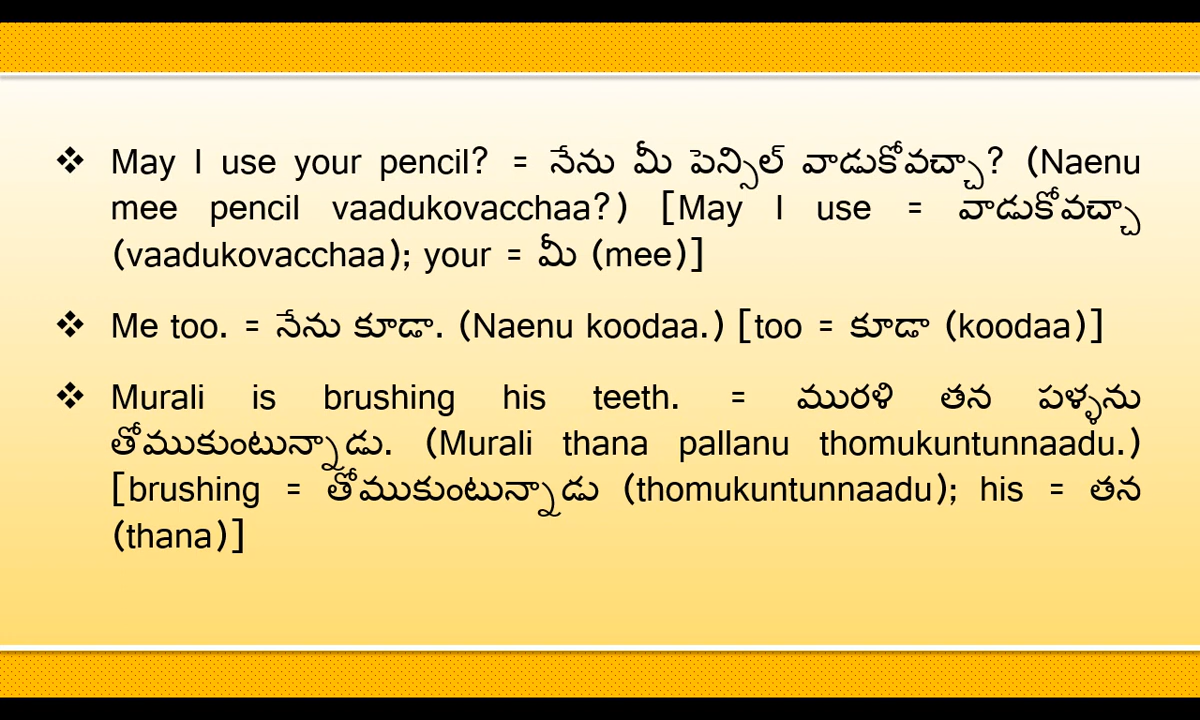 ❖ May I use your pencil? = నేను మీ పెన్సిల్ వాడుకోవచ్చా? (Naenu
mee pencil vaadukovacchaa?) [May I use = వాడుకోవచ్చా
(vaadukovacchaa); your = మీ (mee)]
❖ Me too. = నేను కూడా. (Naenu koodaa.) [too = కూడా (koodaa)]
❖ Murali is brushing his teeth. = మురళి తన పళ్ళను
తోముకుంటున్నాడు. (Murali thana pallanu thomukuntunnaadu.)
[brushing = తోముకుంటున్నాడు (thomukuntunnaadu); his = తన
(thana)]